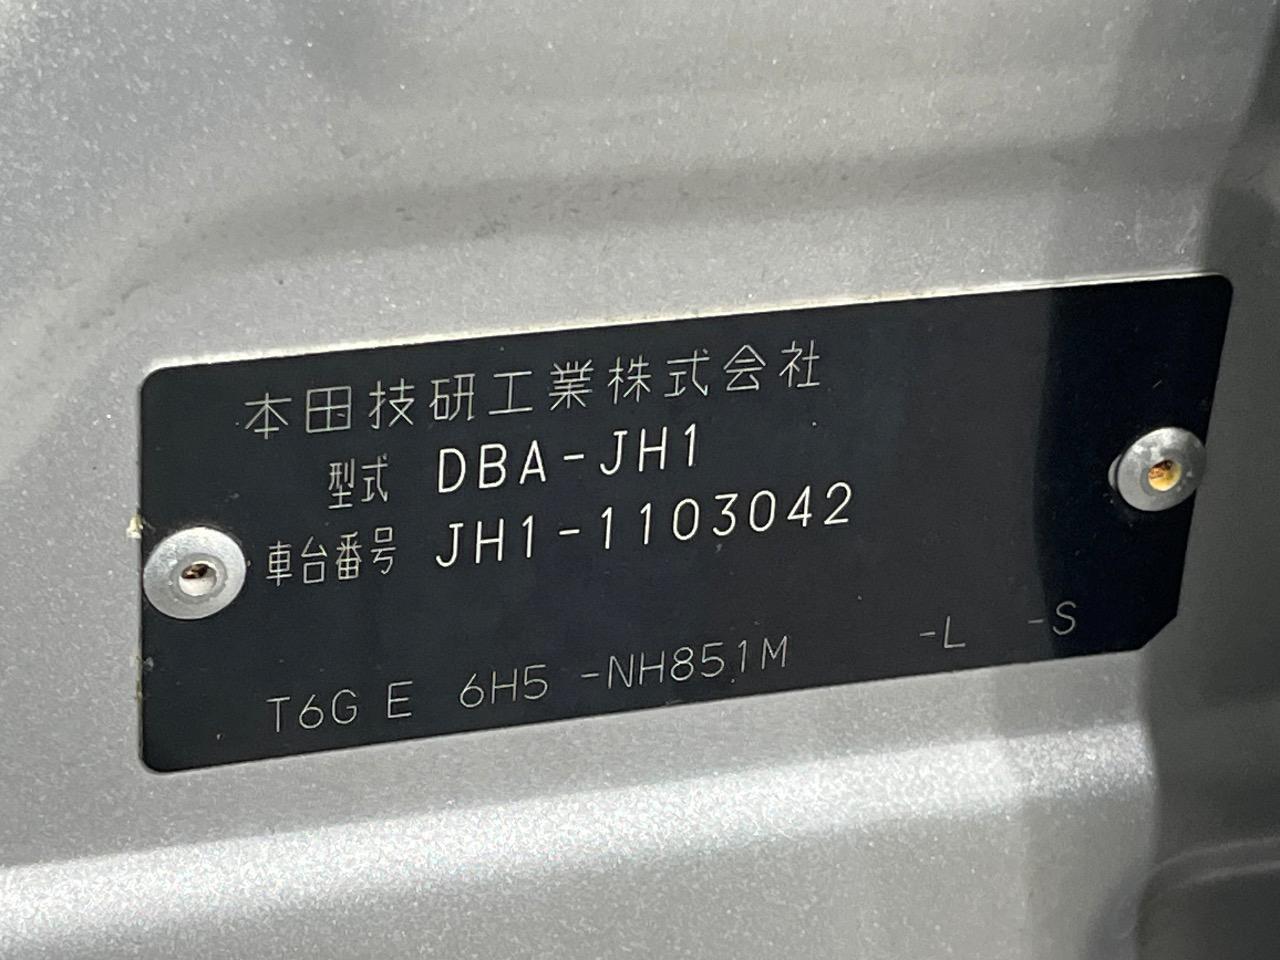 本田技研工業株式会社
型式 DBA-JH1
車台番号 JH1-1103042
T6G E 6H5 -NH851M -L -S